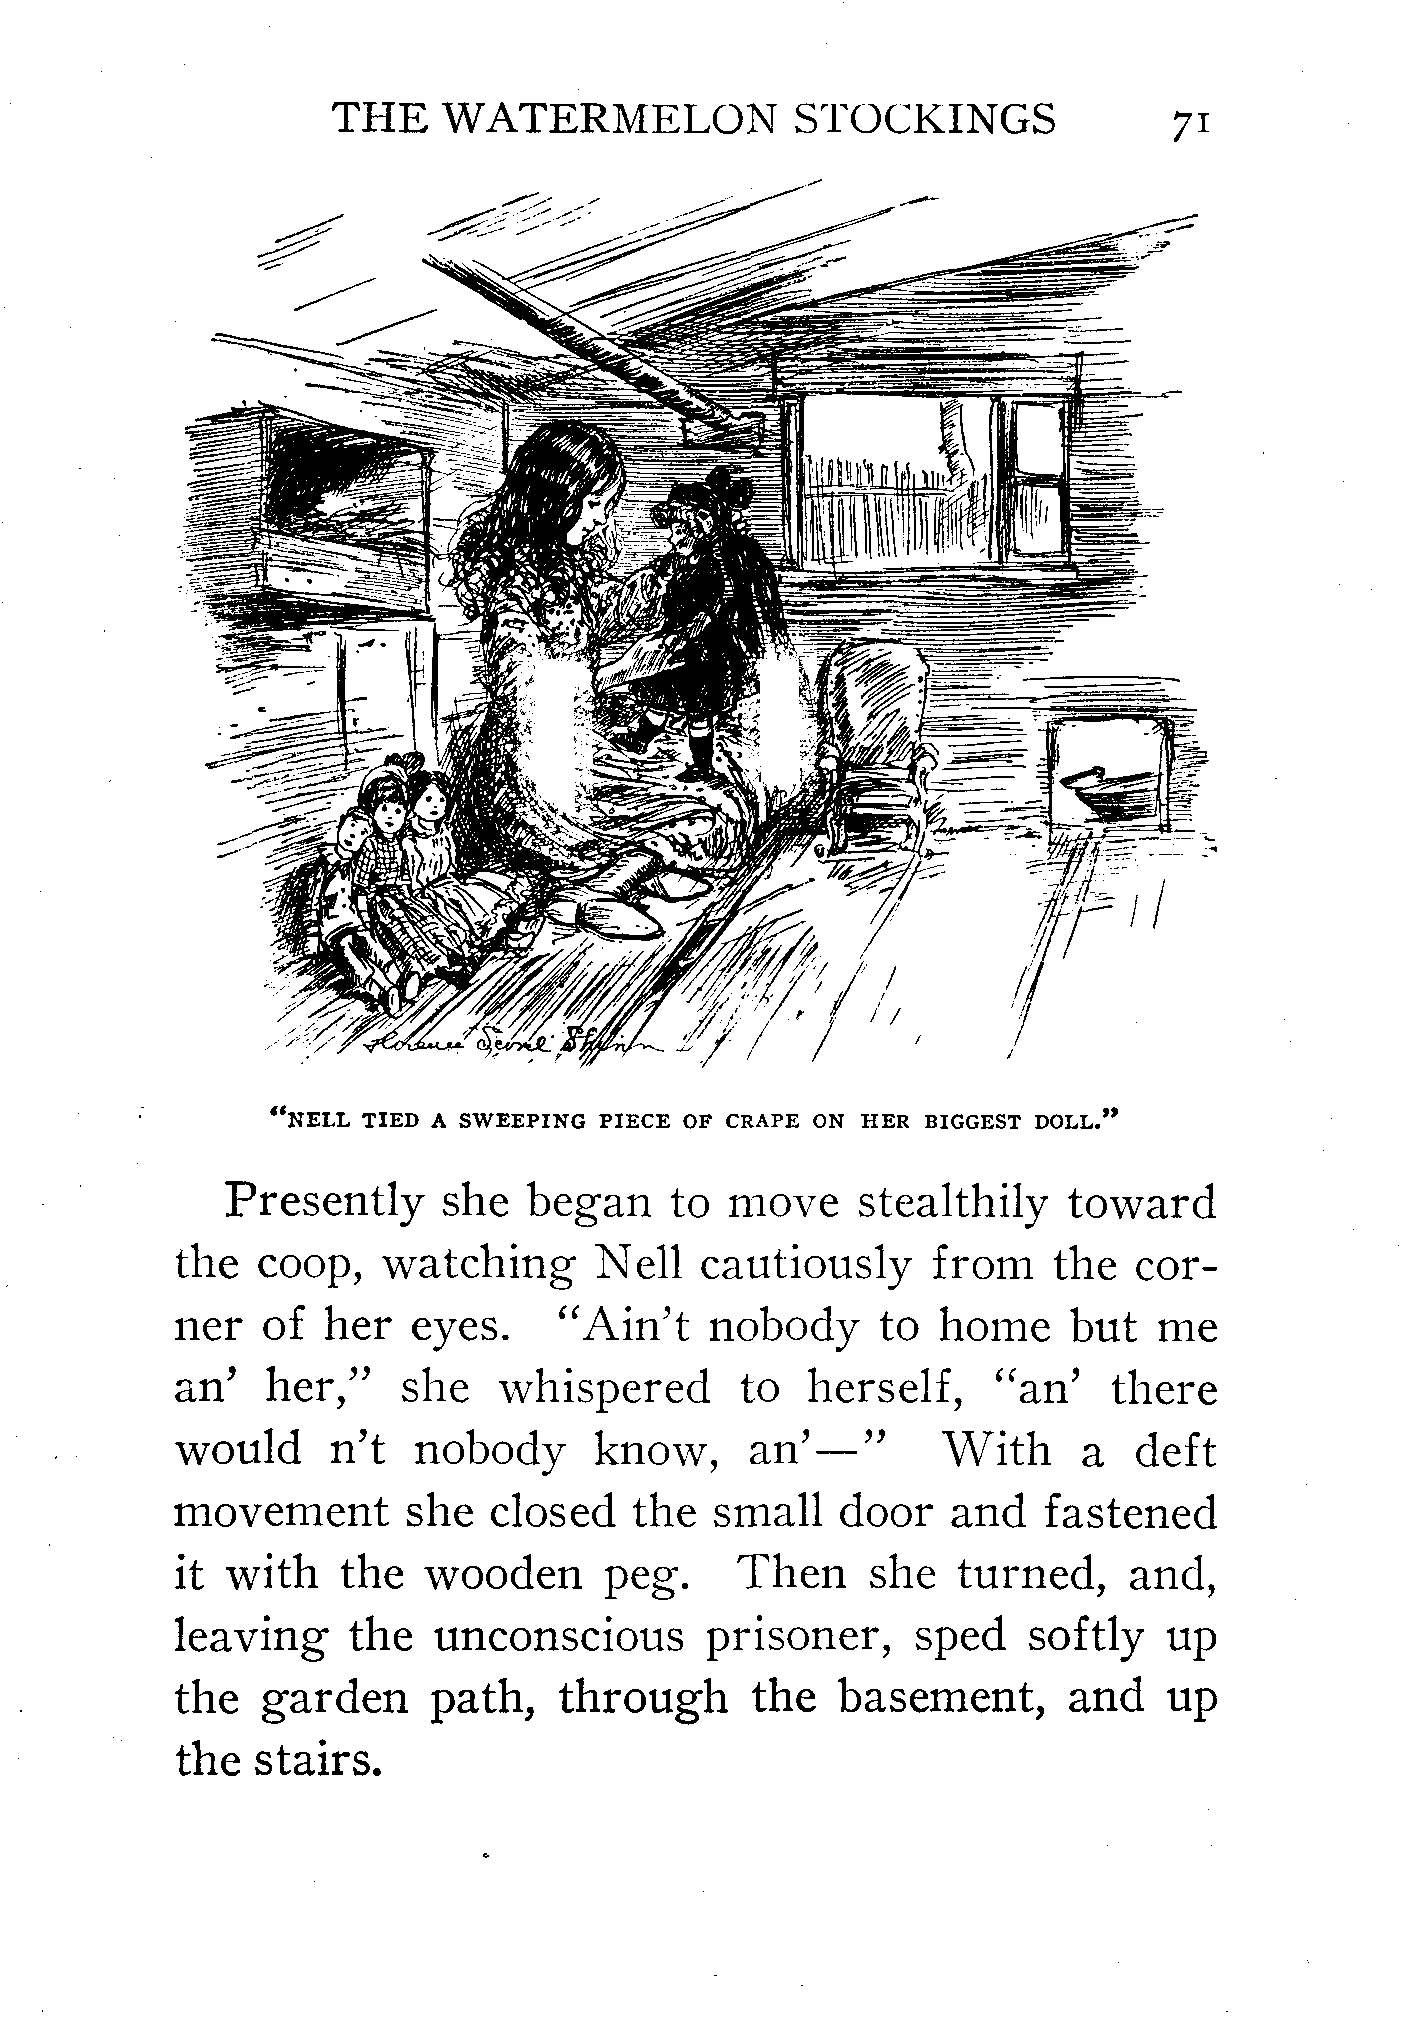 THE WATERMELON STOCKINGS 71
Florence Scovel Shinn
“NELL TIED A SWEEPING PIECE OF CRAPE ON HER BIGGEST DOLL.”
Presently she began to move stealthily toward
the coop, watching Nell cautiously from the cor-
ner of her eyes. “Ain’t nobody to home but me
an’ her,” she whispered to herself, “an’ there
would n’t nobody know, an’—” With a deft
movement she closed the small door and fastened
it with the wooden peg. Then she turned, and,
leaving the unconscious prisoner, sped softly up
the garden path, through the basement, and up
the stairs.